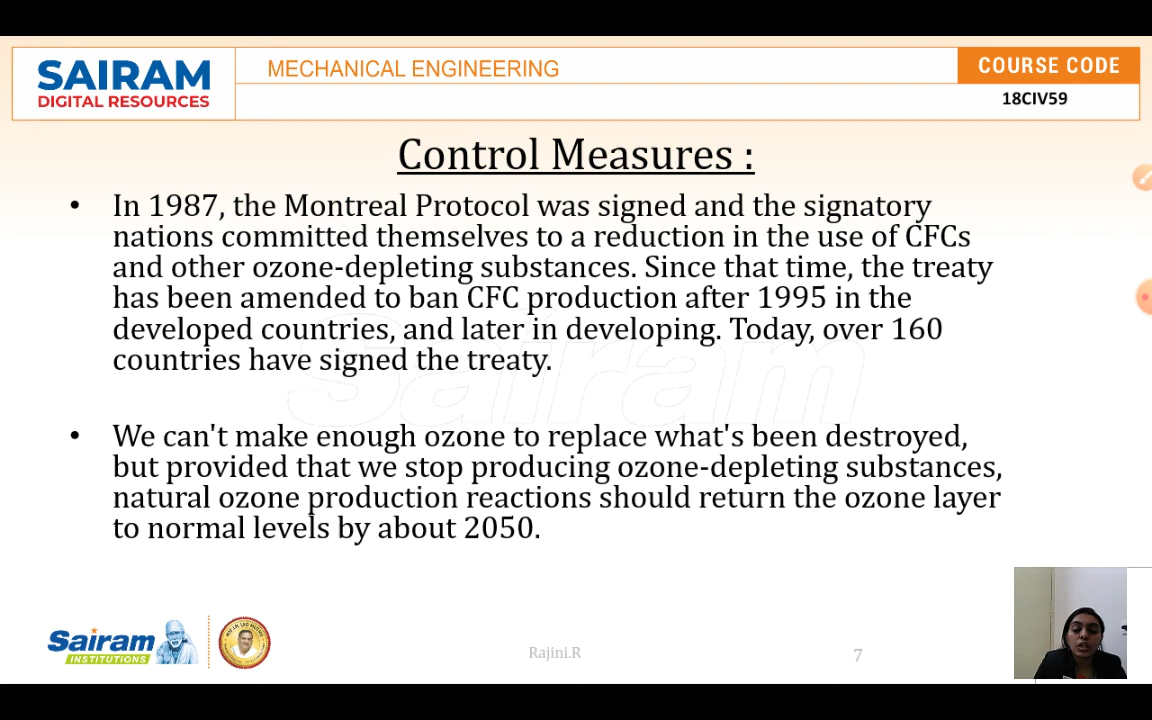 SAIRAM
DIGITAL RESOURCES
MECHANICAL ENGINEERING
COURSE CODE
18CIV59
Control Measures :
• In 1987, the Montreal Protocol was signed and the signatory
nations committed themselves to a reduction in the use of CFCs
and other ozone-depleting substances. Since that time, the treaty
has been amended to ban CFC production after 1995 in the
developed countries, and later in developing. Today, over 160
countries have signed the treaty.
• We can't make enough ozone to replace what's been destroyed,
but provided that we stop producing ozone-depleting substances,
natural ozone production reactions should return the ozone layer
to normal levels by about 2050.
Sairam
Sairam
INSTITUTIONS
Rajini.R
7